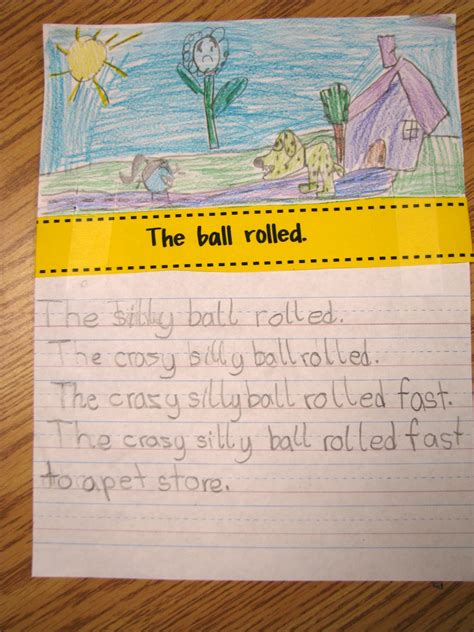 The ball rolled.
The silly ball rolled.
The crasy silly ball rolled.
The crasy silly ball rolled fast.
The crasy silly ball rolled fast
to a pet store.